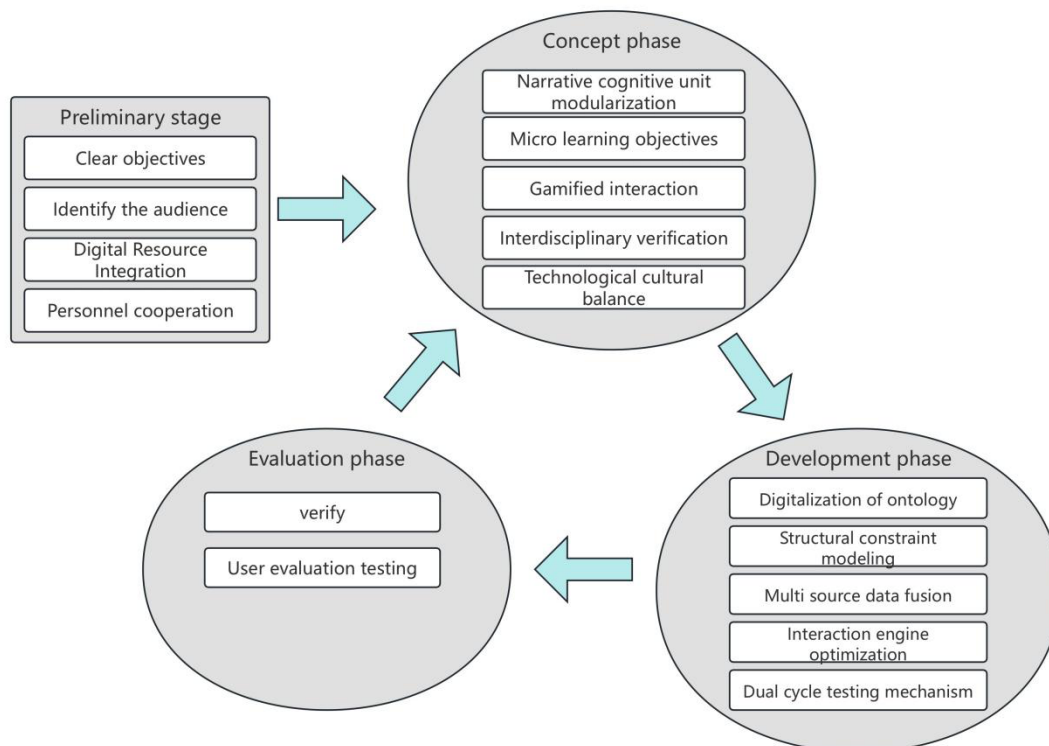 Preliminary stage
Clear objectives
Identify the audience
Digital Resource
Integration
Personnel cooperation
Concept phase
Narrative cognitive unit
modularization
Micro learning objectives
Gamified interaction
Interdisciplinary verification
Technological cultural
balance
Development phase
Digitalization of ontology
Structural constraint
modeling
Multi source data fusion
Interaction engine
optimization
Dual cycle testing mechanism
Evaluation phase
verify
User evaluation testing